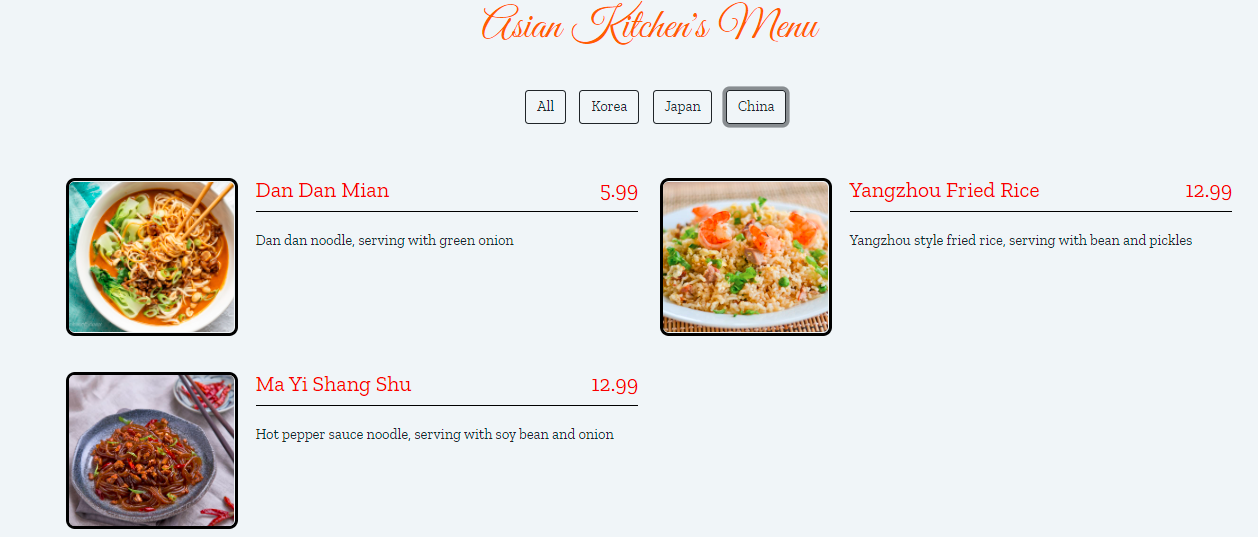 Asian Kitchen's Menu
All Korea Japan China
Dan Dan Mian 5.99
Dan dan noodle, serving with green onion
Yangzhou Fried Rice 12.99
Yangzhou style fried rice, serving with bean and pickles
Ma Yi Shang Shu 12.99
Hot pepper sauce noodle, serving with soy bean and onion